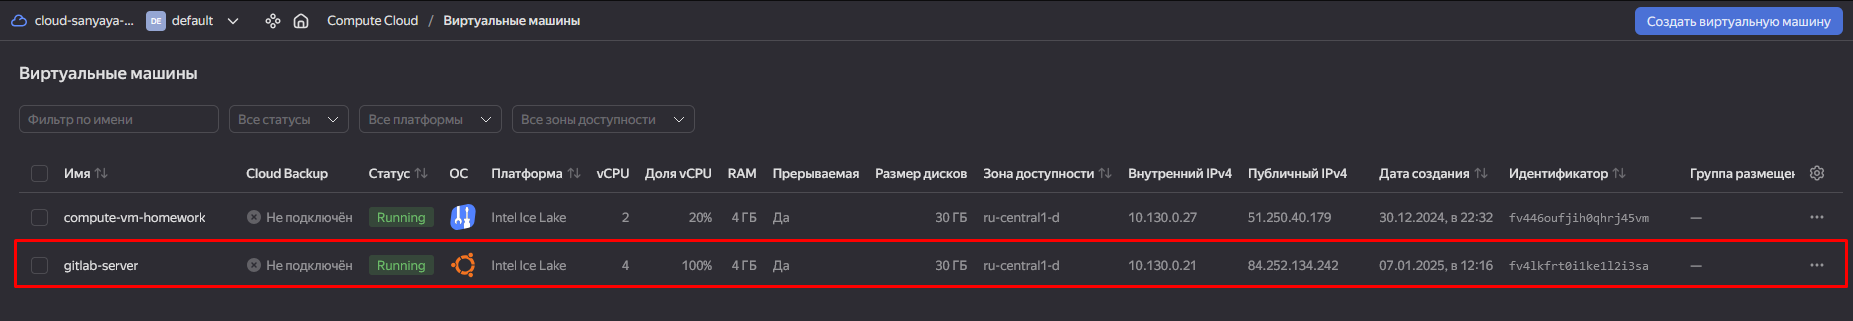 cloud-sanyaya-... DE default Compute Cloud / Виртуальные машины Создать виртуальную машину
Виртуальные машины
Фильтр по имени Все статусы Все платформы Все зоны доступности
Имя Cloud Backup Статус ОС Платформа vCPU Доля vCPU RAM Прерываемая Размер дисков Зона доступности Внутренний IPv4 Публичный IPv4 Дата создания Идентификатор Группа размещен
compute-vm-homework Не подключён Running Intel Ice Lake 2 20% 4 ГБ Да 30 ГБ ru-central1-d 10.130.0.27 51.250.40.179 30.12.2024, в 22:32 fv446oufjih0qhrj45vm —
gitlab-server Не подключён Running Intel Ice Lake 4 100% 4 ГБ Да 30 ГБ ru-central1-d 10.130.0.21 84.252.134.242 07.01.2025, в 12:16 fv4lkfrt0i1ke1l2i3sa —